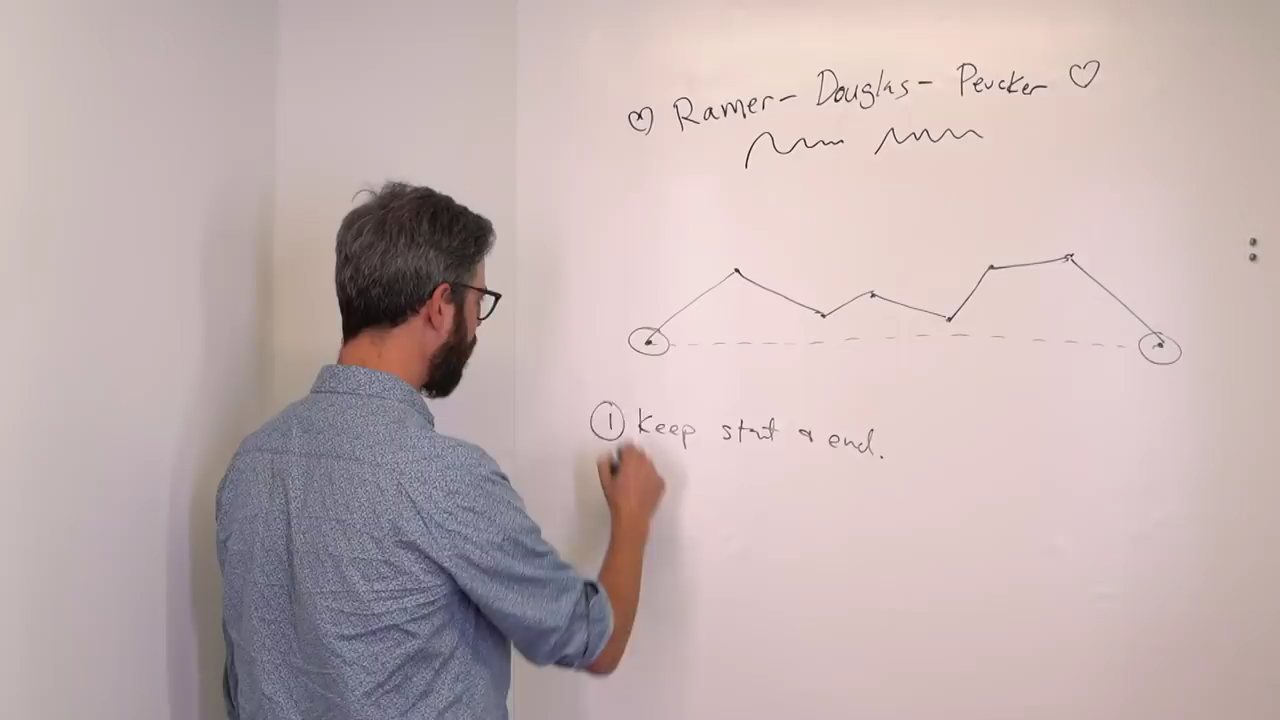 Ramer- Douglas- Peucker
① Keep start & end.